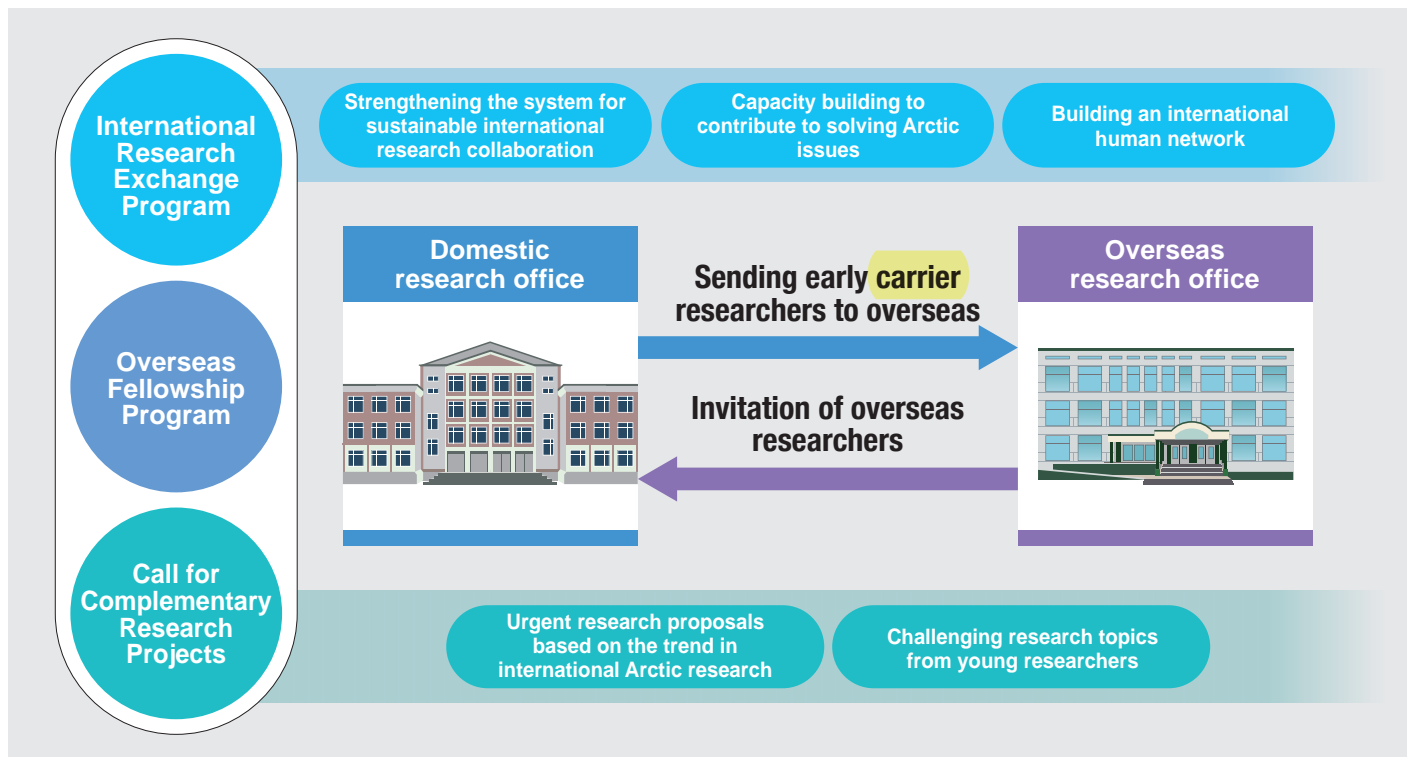 International
Research
Exchange
Program
Strengthening the system for
sustainable international
research collaboration
Capacity building to
contribute to solving Arctic
issues
Building an international
human network
Overseas
Fellowship
Program
Domestic
research office
Sending early carrier
researchers to overseas
Invitation of overseas
researchers
Overseas
research office
Call for
Complementary
Research
Projects
Urgent research proposals
based on the trend in
international Arctic research
Challenging research topics
from young researchers